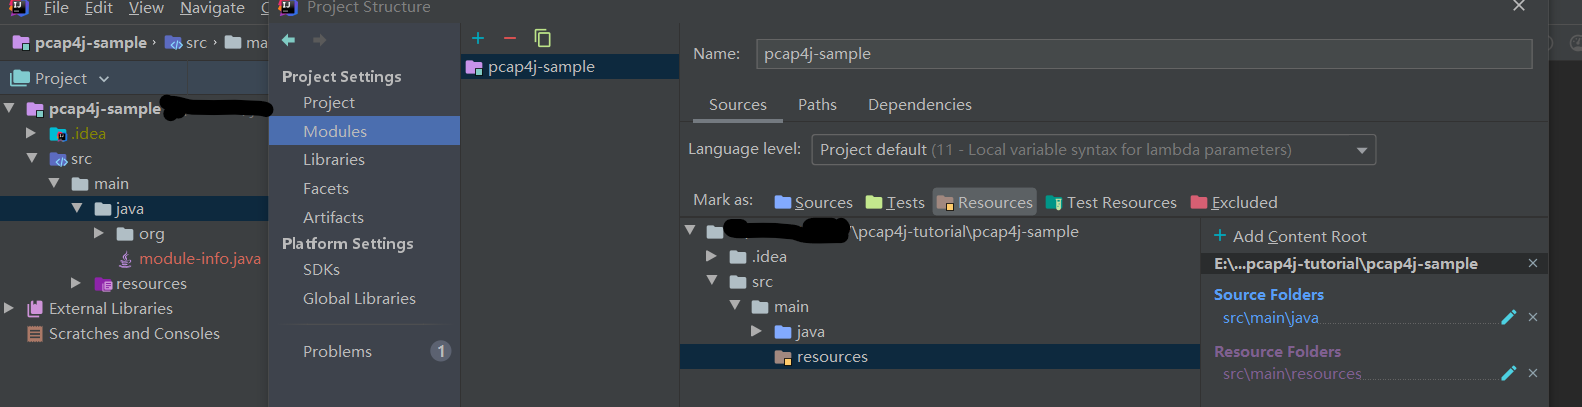 File Edit View Navigate
Project Structure
pcap4j-sample › src › ma
Project
pcap4j-sample
.idea
src
main
java
org
module-info.java
resources
External Libraries
Scratches and Consoles
Project Settings
Project
Modules
Libraries
Facets
Artifacts
Platform Settings
SDKs
Global Libraries
Problems 1
pcap4j-sample
Name: pcap4j-sample
Sources Paths Dependencies
Language level: Project default (11 - Local variable syntax for lambda parameters)
Mark as: Sources Tests Resources Test Resources Excluded
\pcap4j-tutorial\pcap4j-sample
.idea
src
main
java
resources
+ Add Content Root
E:\...pcap4j-tutorial\pcap4j-sample
Source Folders
src\main\java
Resource Folders
src\main\resources